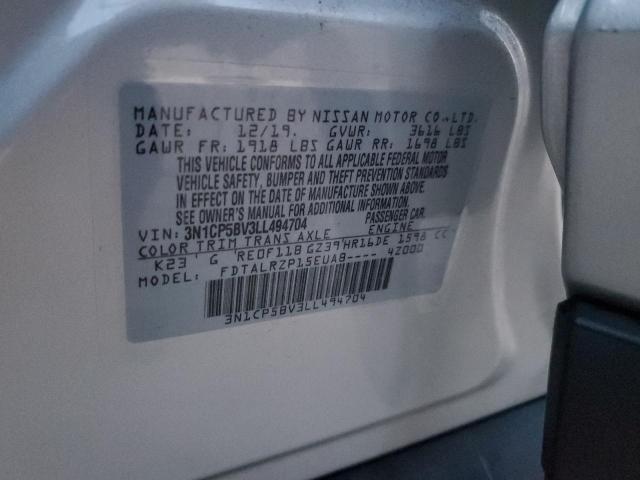 MANUFACTURED BY NISSAN MOTOR CO.,LTD.
DATE: 12/19. GVWR: 3616 LBS
GAWR FR: 1918 LBS GAWR RR: 1698 LBS
THIS VEHICLE CONFORMS TO ALL APPLICABLE FEDERAL MOTOR
VEHICLE SAFETY, BUMPER AND THEFT PREVENTION STANDARDS
IN EFFECT ON THE DATE OF MANUFACTURE SHOWN ABOVE.
SEE OWNER'S MANUAL FOR ADDITIONAL INFORMATION.
VIN: 3N1CP5BV3LL494704 PASSENGER CAR.
COLOR TRIM TRANS AXLE ENGINE
K23 G RE0F11B GZ39 HR16DE 1598 CC
MODEL: FDTALRZP15EUA8---- 42000
3N1CP5BV3LL494704